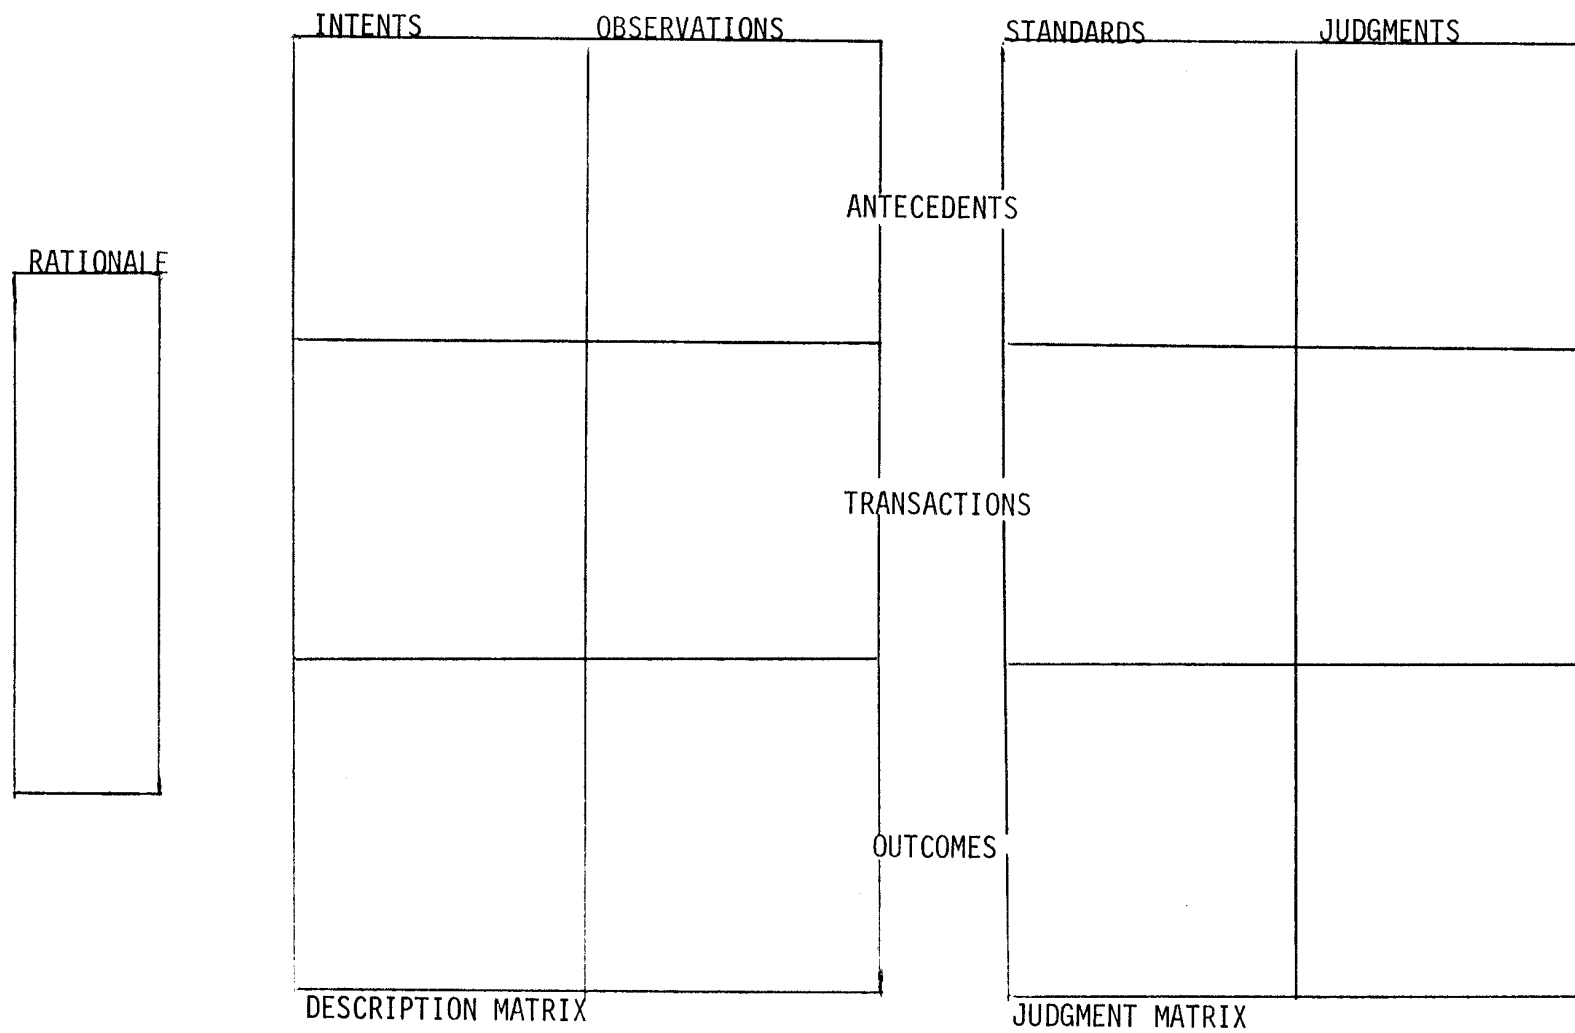 INTENTS OBSERVATIONS STANDARDS JUDGMENTS
ANTECEDENTS
RATIONALE
TRANSACTIONS
OUTCOMES
DESCRIPTION MATRIX JUDGMENT MATRIX